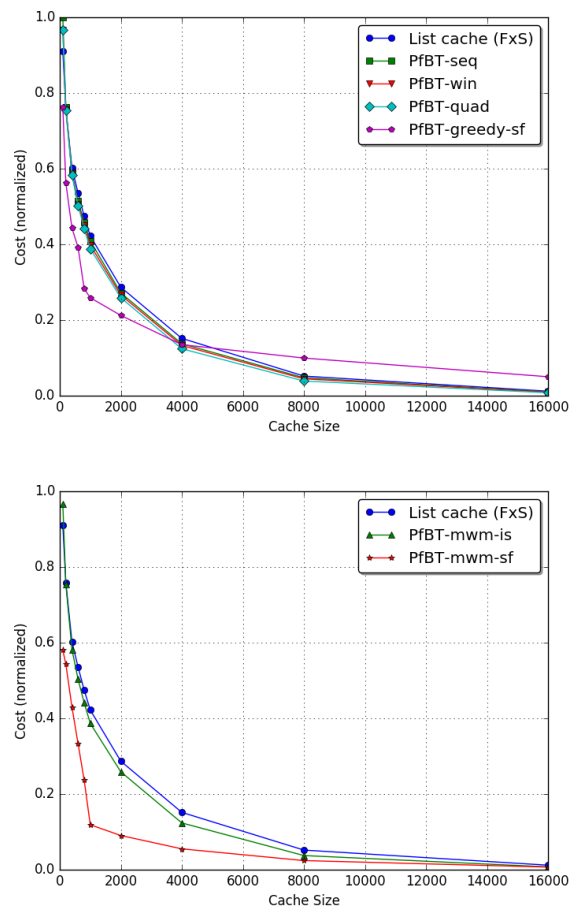 1.0
0.8
0.6
0.4
0.2
0.0
Cost (normalized)
0 2000 4000 6000 8000 10000 12000 14000 16000
Cache Size
List cache (FxS)
PfBT-seq
PfBT-win
PfBT-quad
PfBT-greedy-sf
1.0
0.8
0.6
0.4
0.2
0.0
Cost (normalized)
0 2000 4000 6000 8000 10000 12000 14000 16000
Cache Size
List cache (FxS)
PfBT-mwm-is
PfBT-mwm-sf